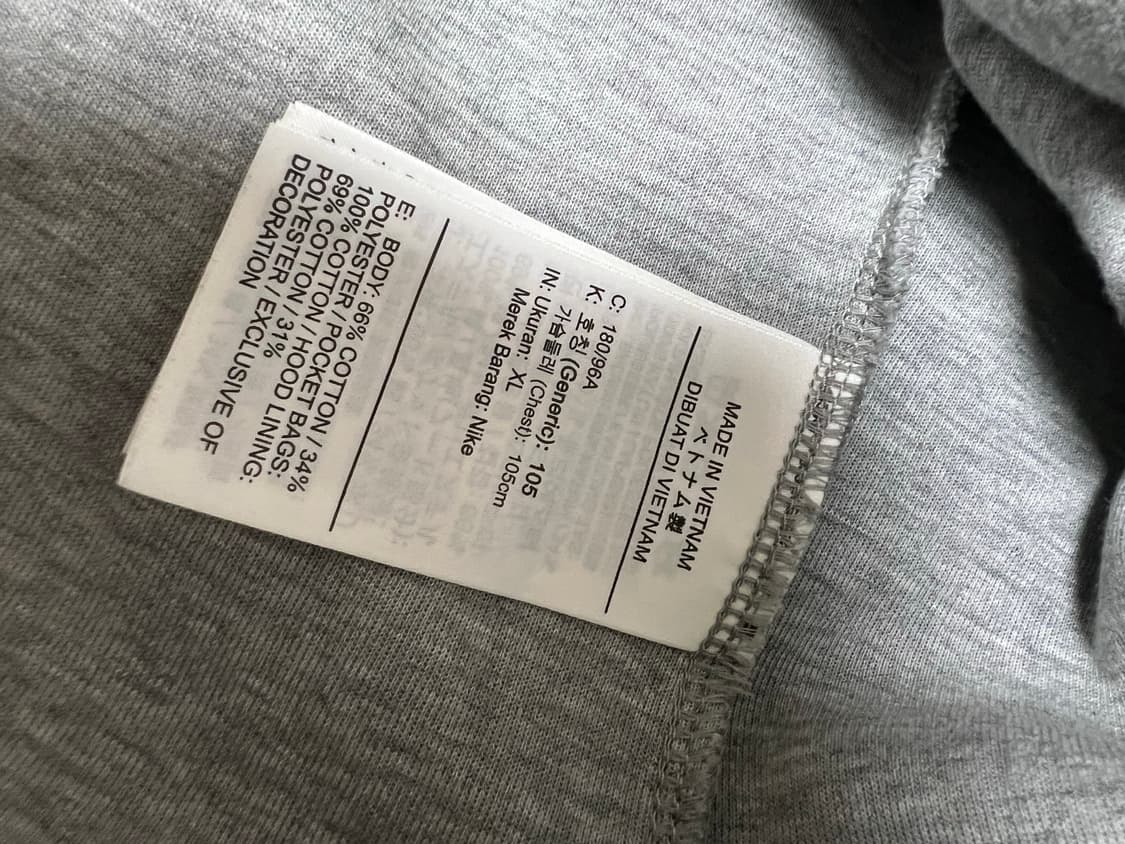 MADE IN VIETNAM
ベトナム製
DIBUAT DI VIETNAM
C: 180/96A
K: 호칭 (Generic): 105
가슴둘레 (Chest): 105cm
IN: Ukuran: XL
Merek Barang: Nike
E: BODY: 66% COTTON / 34%
POLYESTER / POCKET BAGS:
100% COTTON / HOOD LINING:
69% COTTON / 31%
POLYESTER / EXCLUSIVE OF
DECORATION